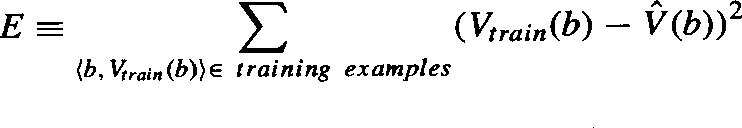 E ≡ ∑ (V_train(b) − V̂(b))²
⟨b, V_train(b)⟩ ∈ training examples